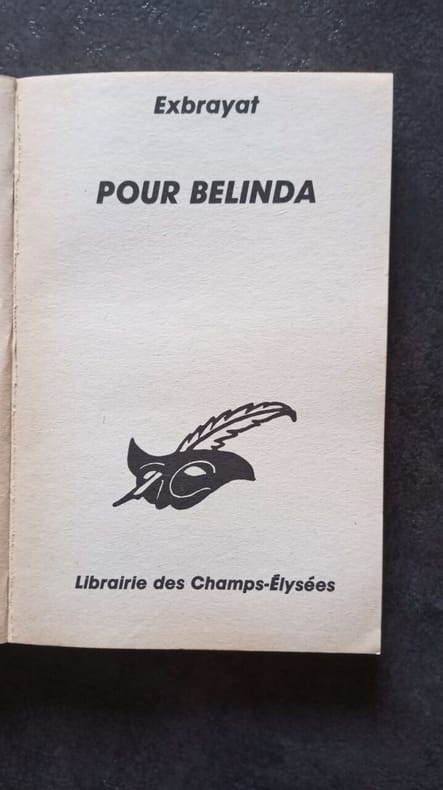 Exbrayat
POUR BELINDA
Librairie des Champs-Élysées